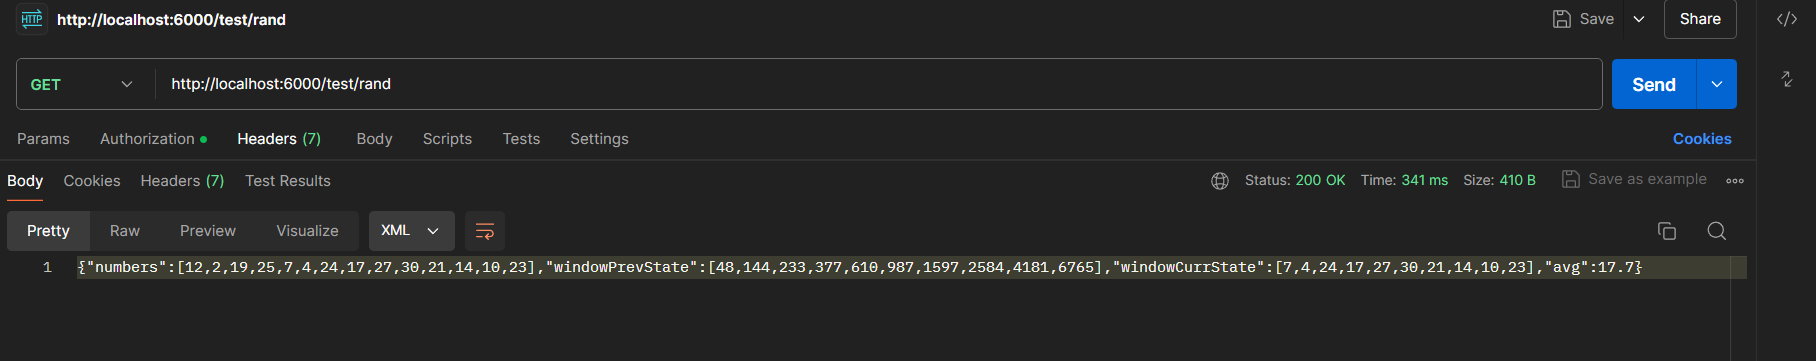 HTTP http://localhost:6000/test/rand Save Share
GET http://localhost:6000/test/rand Send
Params Authorization Headers (7) Body Scripts Tests Settings Cookies
Body Cookies Headers (7) Test Results Status: 200 OK Time: 341 ms Size: 410 B Save as example
Pretty Raw Preview Visualize XML
1 {"numbers":[12,2,19,25,7,4,24,17,27,30,21,14,10,23],"windowPrevState":[48,144,233,377,610,987,1597,2584,4181,6765],"windowCurrState":[7,4,24,17,27,30,21,14,10,23],"avg":17.7}